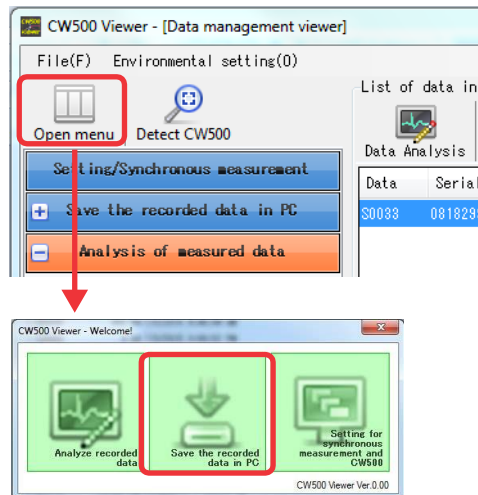 CW500 Viewer - [Data management viewer]
File(F) Environmental setting(O)
Open menu
Detect CW500
List of data in
Data Analysis
Setting/Synchronous measurement
Save the recorded data in PC
Analysis of measured data
Data Serial
S0033 0818295
CW500 Viewer - Welcome!
Analyze recorded
data
Save the recorded
data in PC
Setting for
synchronous
measurement and
CW500
CW500 Viewer Ver.0.00